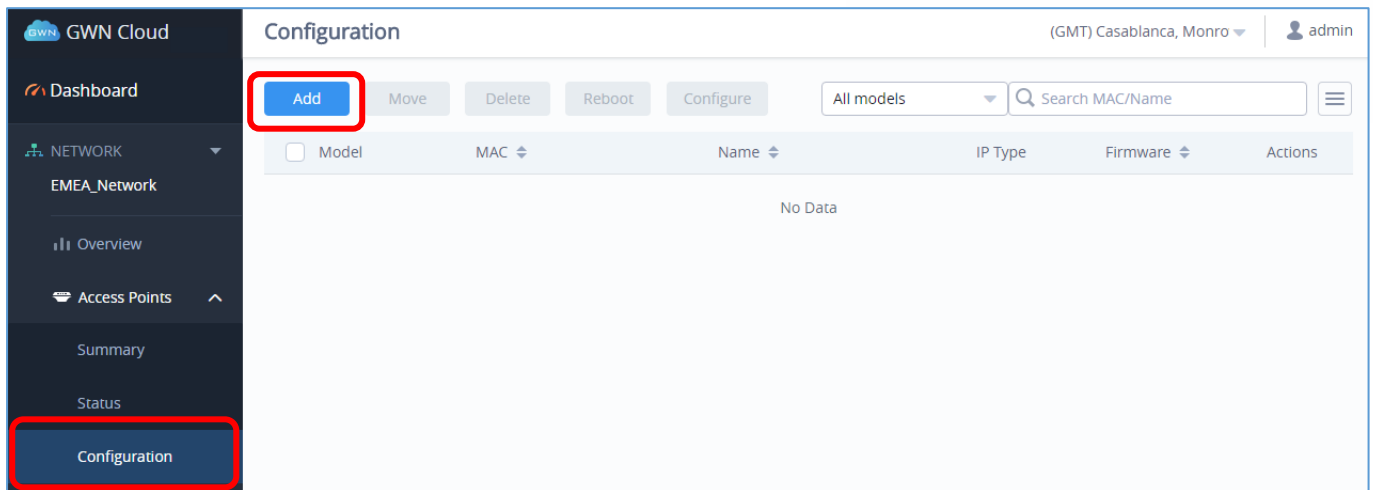 GWN GWN Cloud
Configuration
(GMT) Casablanca, Monro
admin
Dashboard
Add
Move
Delete
Reboot
Configure
All models
Search MAC/Name
NETWORK
EMEA_Network
Model
MAC
Name
IP Type
Firmware
Actions
No Data
Overview
Access Points
Summary
Status
Configuration